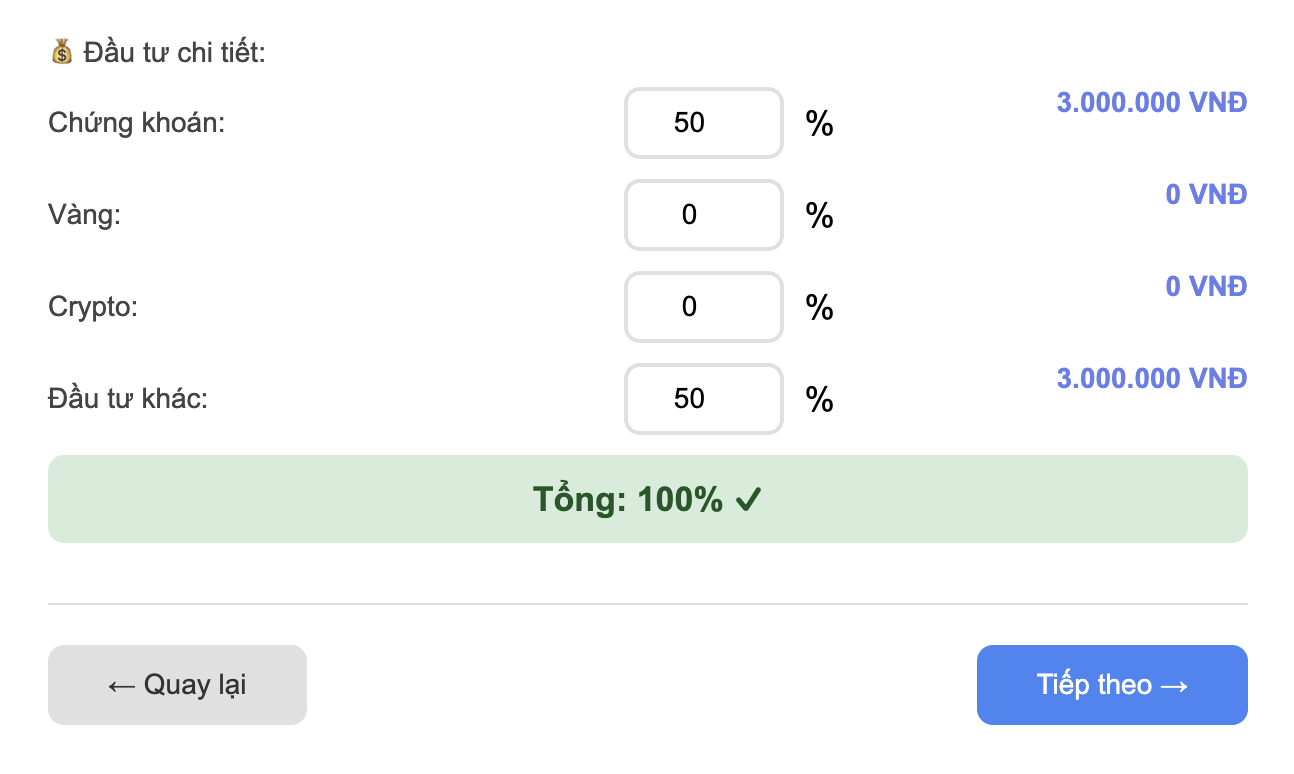 💰 Đầu tư chi tiết:
Chứng khoán: 50 % 3.000.000 VNĐ
Vàng: 0 % 0 VNĐ
Crypto: 0 % 0 VNĐ
Đầu tư khác: 50 % 3.000.000 VNĐ
Tổng: 100% ✓
← Quay lại Tiếp theo →